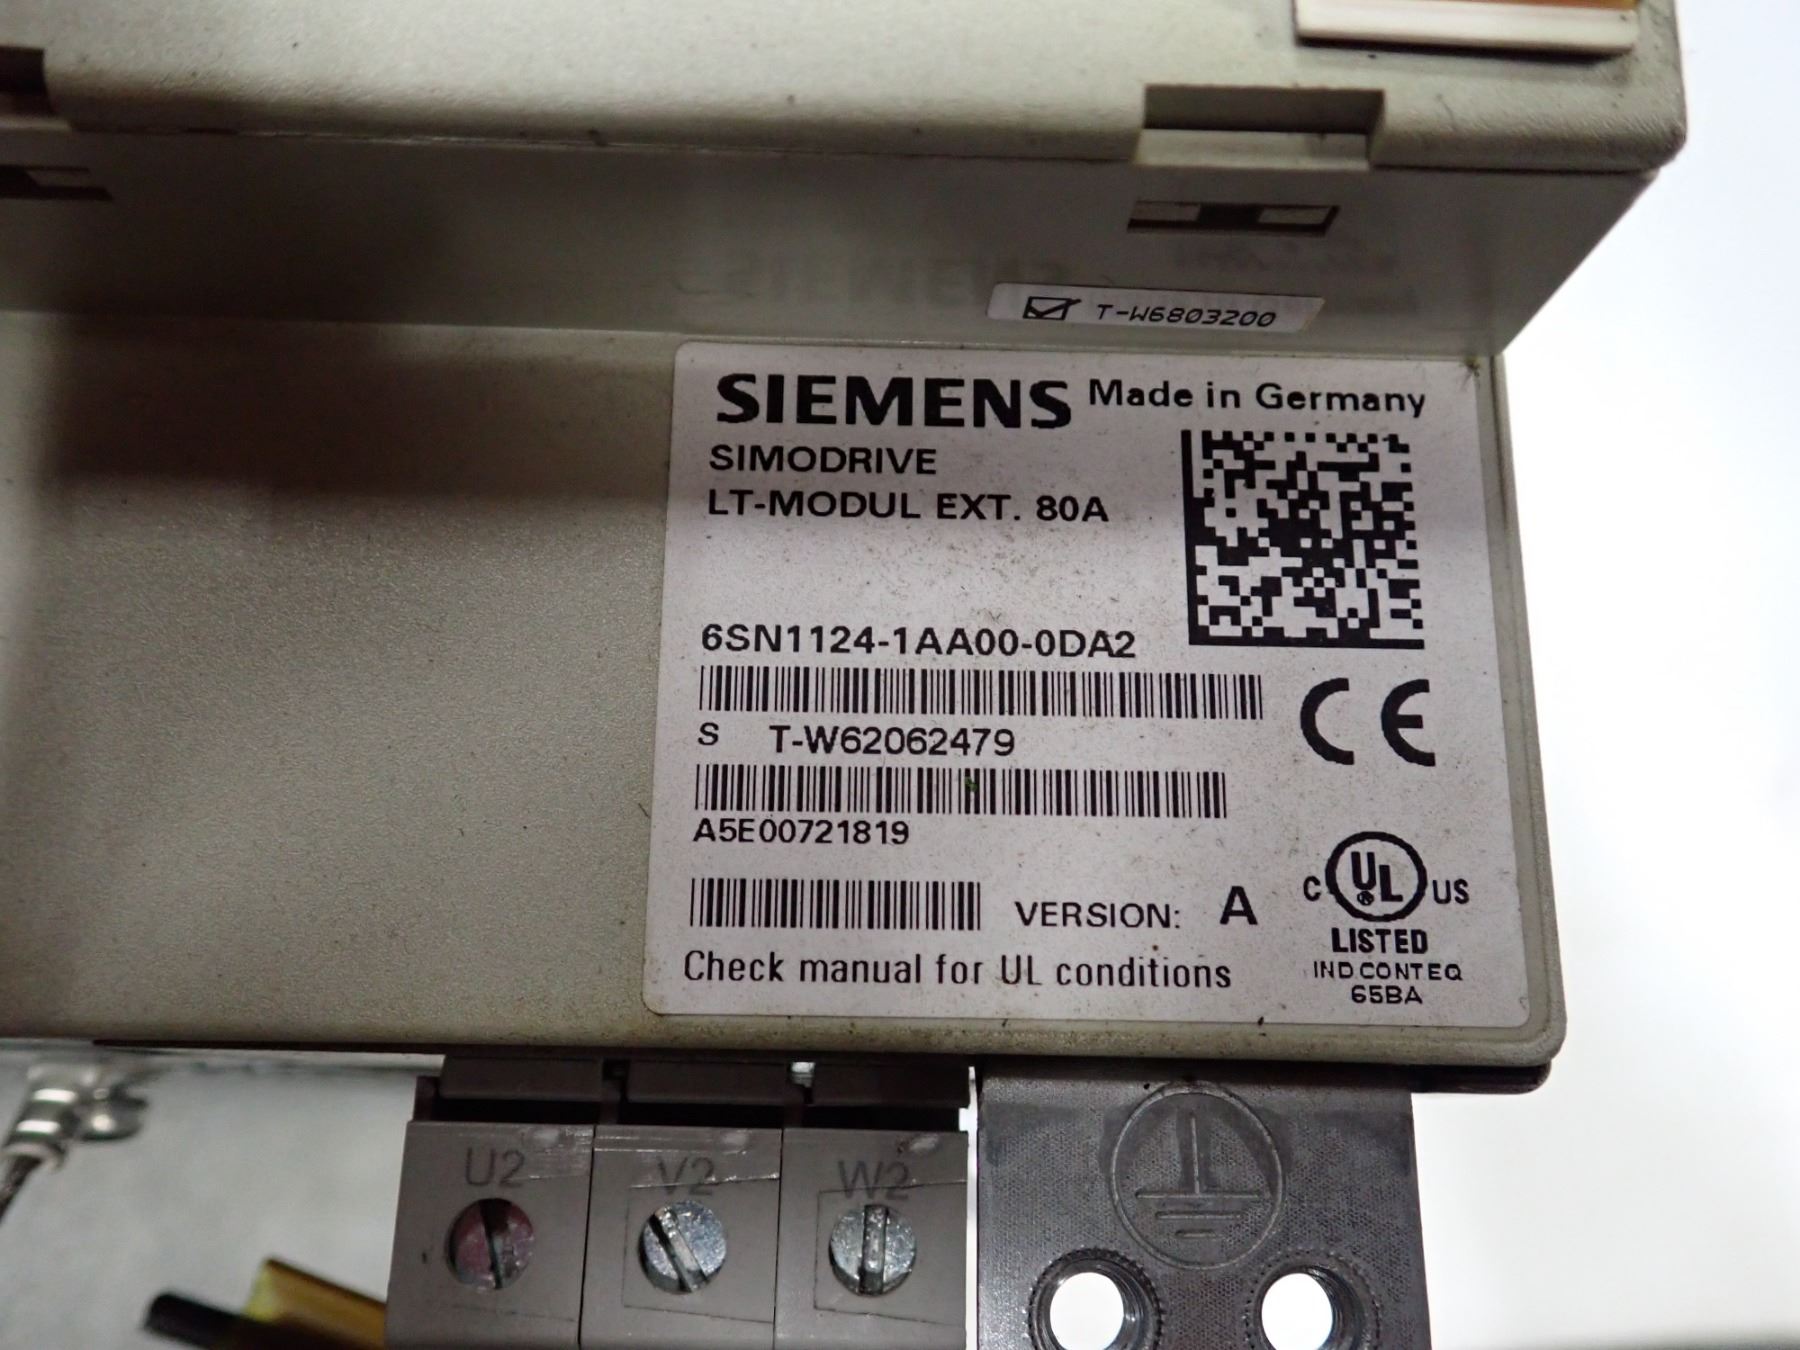 T-W6803200
SIEMENS Made in Germany
SIMODRIVE
LT-MODUL EXT. 80A
6SN1124-1AA00-0DA2
S T-W62062479
A5E00721819
VERSION: A
Check manual for UL conditions
CE
C UL US
®
LISTED
IND.CONT.EQ
65BA
U2 V2 W2